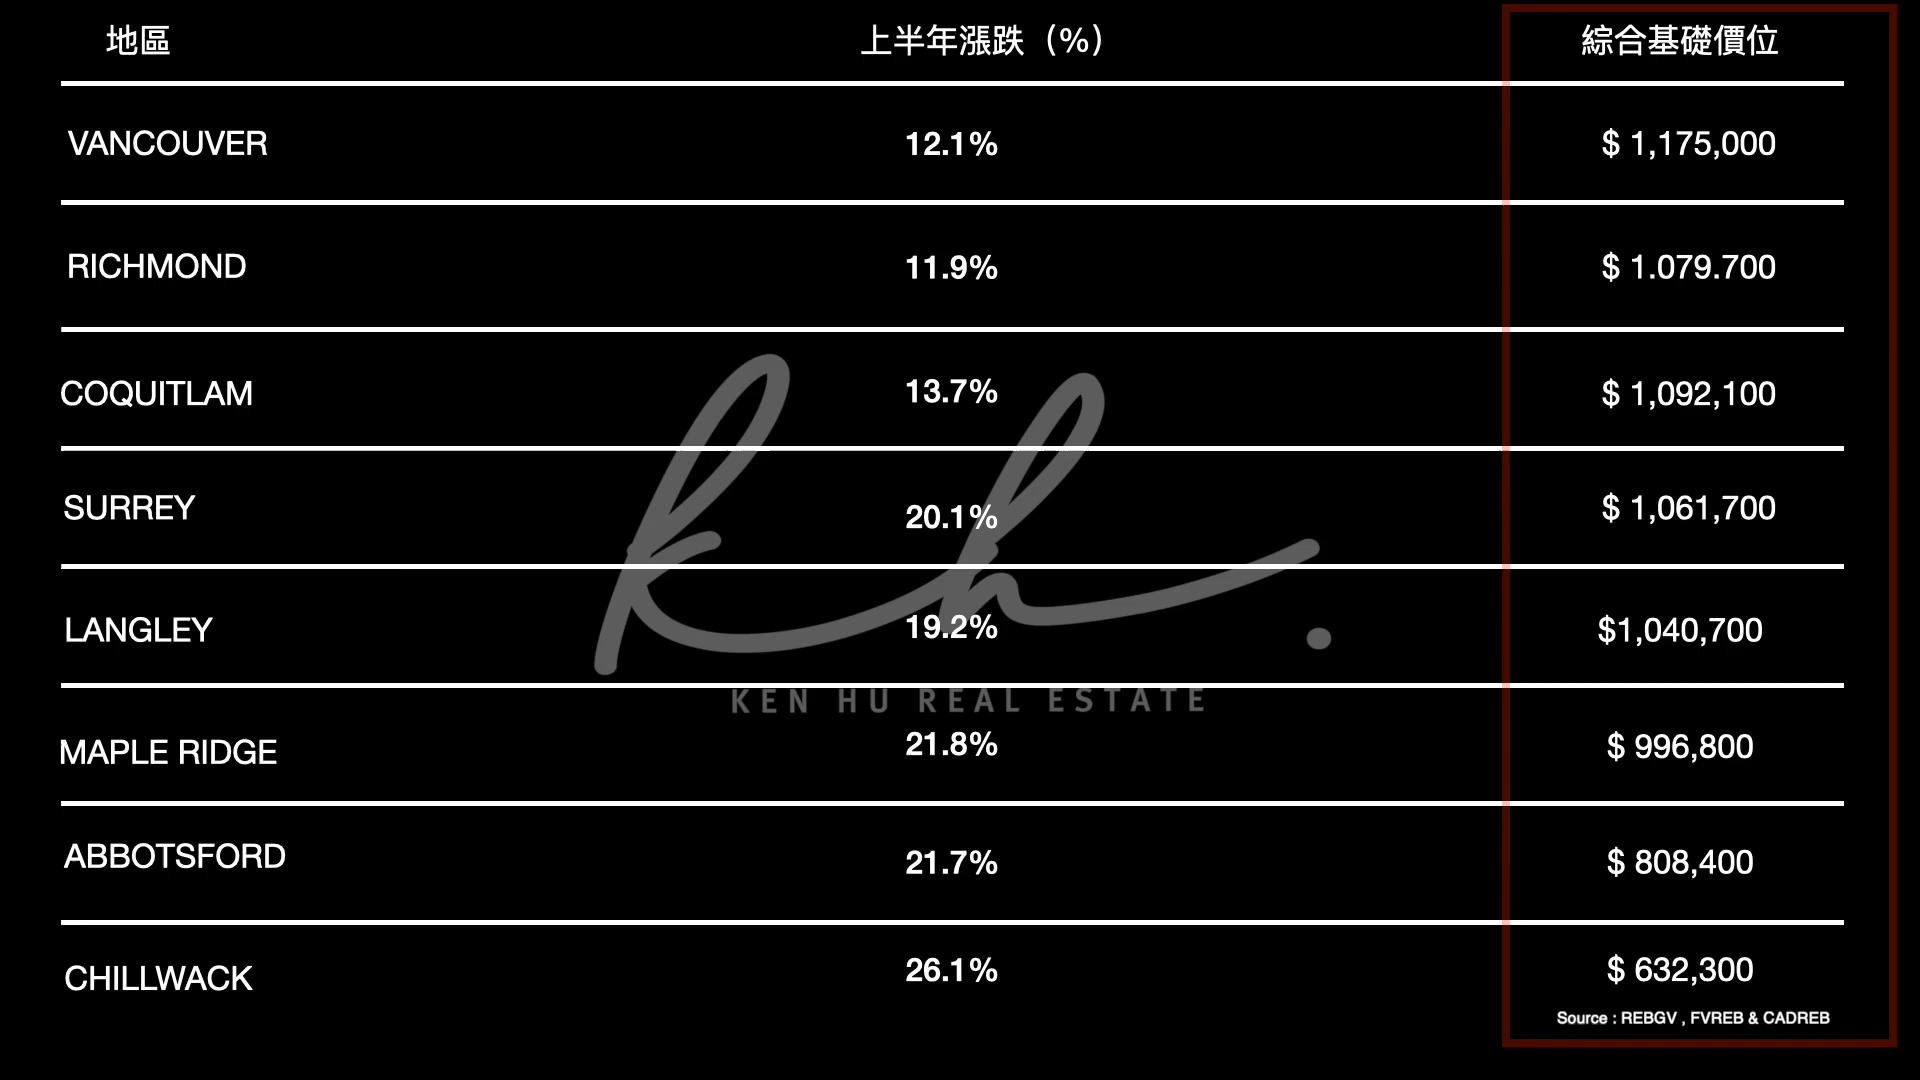 地區 上半年漲跌（%） 綜合基礎價位
VANCOUVER 12.1% $ 1,175,000
RICHMOND 11.9% $ 1.079.700
COQUITLAM 13.7% $ 1,092,100
SURREY 20.1% $ 1,061,700
LANGLEY 19.2% $1,040,700
kh.
KEN HU REAL ESTATE
MAPLE RIDGE 21.8% $ 996,800
ABBOTSFORD 21.7% $ 808,400
CHILLWACK 26.1% $ 632,300
Source : REBGV , FVREB & CADREB